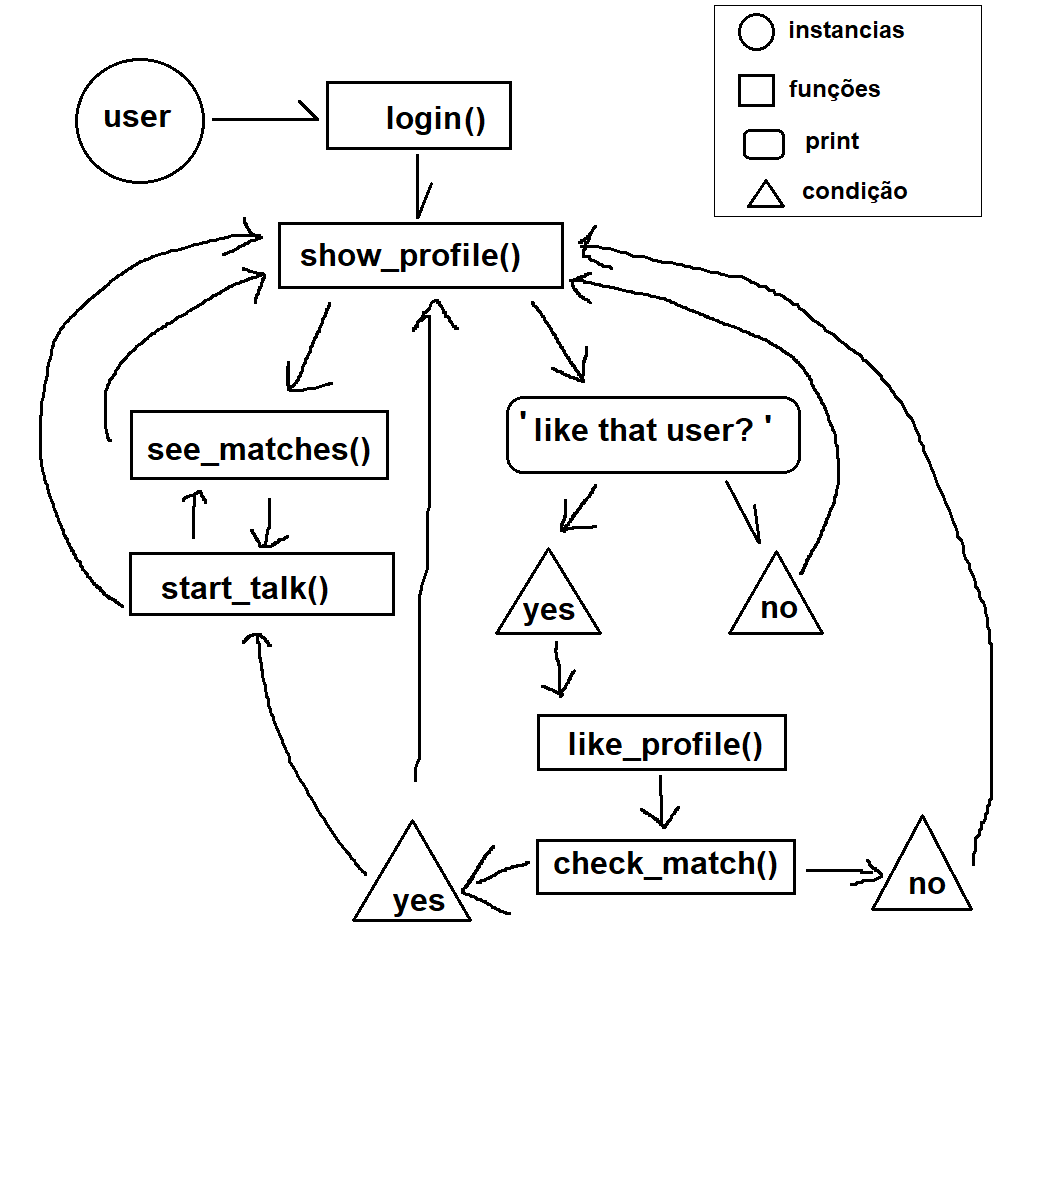 instancias
funções
print
condição
user
login()
show_profile()
see_matches()
' like that user? '
start_talk()
yes
no
like_profile()
check_match()
yes
no